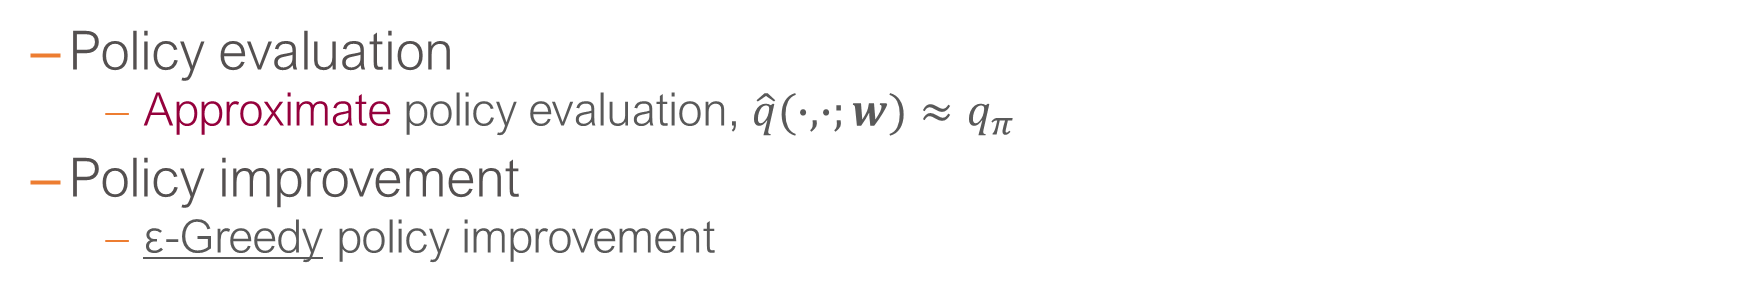 – Policy evaluation
– Approximate policy evaluation, q̂(·,·; w) ≈ qπ
– Policy improvement
– ε-Greedy policy improvement